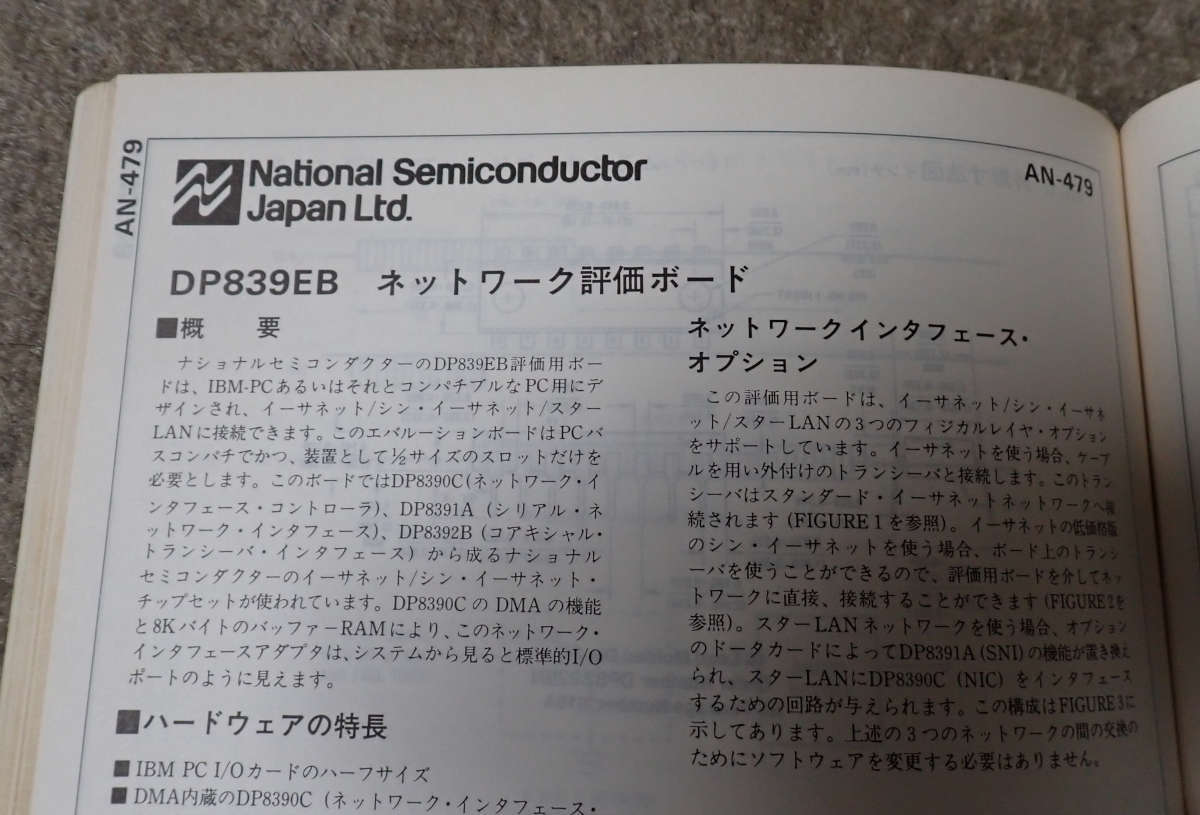 AN-479
National Semiconductor
Japan Ltd.
AN-479
DP839EB ネットワーク評価ボード
■概 要
ナショナルセミコンダクターのDP839EB評価用ボー
ドは、IBM-PCあるいはそれとコンパチブルなPC用にデ
ザインされ、イーサネット/シン・イーサネット/スター
LANに接続できます。このエバルーションボードはPCバ
スコンパチでかつ、装置として½サイズのスロットだけを
必要とします。このボードではDP8390C(ネットワーク・イ
ンタフェース・コントローラ)、DP8391A(シリアル・ネ
ットワーク・インタフェース)、DP8392B(コアキシャル・
トランシーバ・インタフェース)から成るナショナル
セミコンダクターのイーサネット/シン・イーサネット・
チップセットが使われています。DP8390CのDMAの機能
と8KバイトのバッファーRAMにより、このネットワーク・
インタフェースアダプタは、システムから見ると標準的I/O
ポートのように見えます。
■ハードウェアの特長
■IBM PC I/Oカードのハーフサイズ
■DMA内蔵のDP8390C(ネットワーク・インタフェース・
ネットワークインタフェース・
オプション
この評価用ボードは、イーサネット/シン・イーサネ
ット/スターLANの3つのフィジカルレイヤ・オプション
をサポートしています。イーサネットを使う場合、ケーブ
ルを用い外付けのトランシーバと接続します。このトラン
シーバはスタンダード・イーサネットネットワークへ接
続されます(FIGURE 1を参照)。イーサネットの低価格版
のシン・イーサネットを使う場合、ボード上のトランシ
ーバを使うことができるので、評価用ボードを介してネッ
トワークに直接、接続することができます(FIGURE 2を
参照)。スターLANネットワークを使う場合、オプション
のドータカードによってDP8391A(SNI)の機能が置き換え
られ、スターLANにDP8390C(NIC)をインタフェース
するための回路が与えられます。この構成はFIGURE 3に
示してあります。上述の3つのネットワークの間の交換の
ためにソフトウェアを変更する必要はありません。